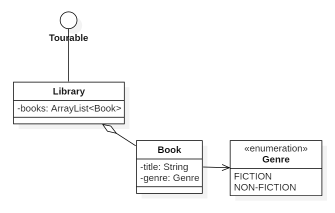 Tourable
Library
-books: ArrayList<Book>
Book
-title: String
-genre: Genre
«enumeration»
Genre
FICTION
NON-FICTION